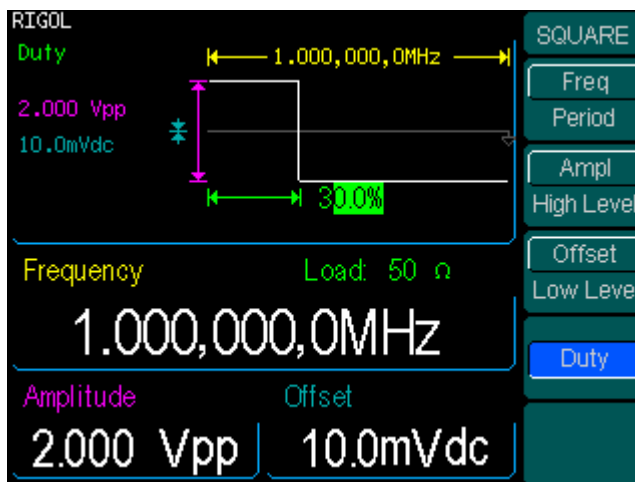 RIGOL
Duty
1.000,000,0MHz
2.000 Vpp
10.0mVdc
30.0%
Frequency
Load: 50 Ω
1.000,000,0MHz
Amplitude
Offset
2.000 Vpp
10.0mVdc
SQUARE
Freq
Period
Ampl
High Level
Offset
Low Leve
Duty